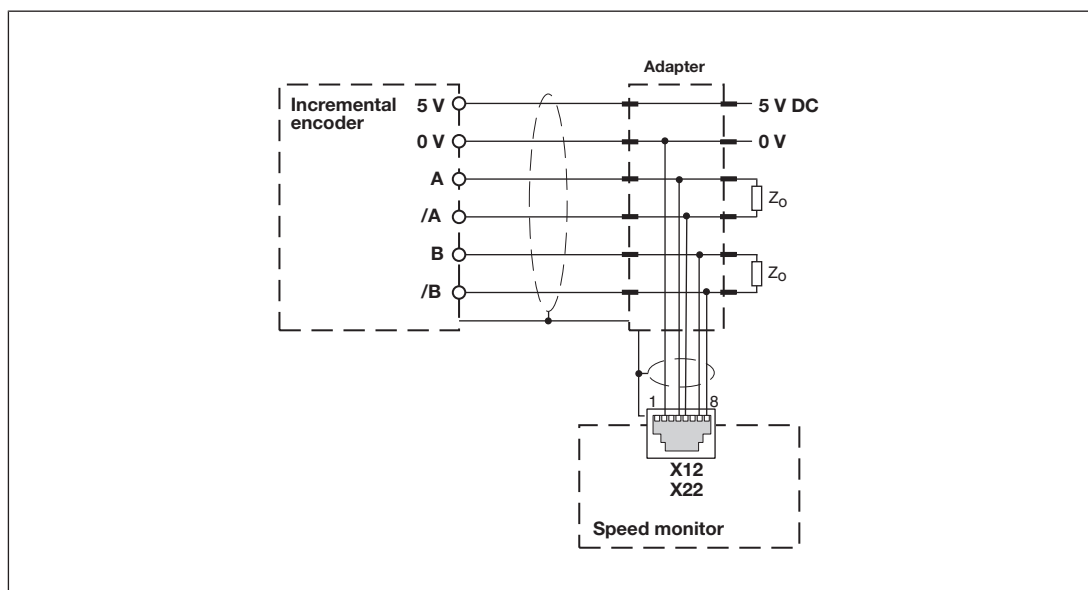 Adapter
Incremental
encoder
5 V
0 V
A
/A
B
/B
5 V DC
0 V
Zo
Zo
1
8
X12
X22
Speed monitor